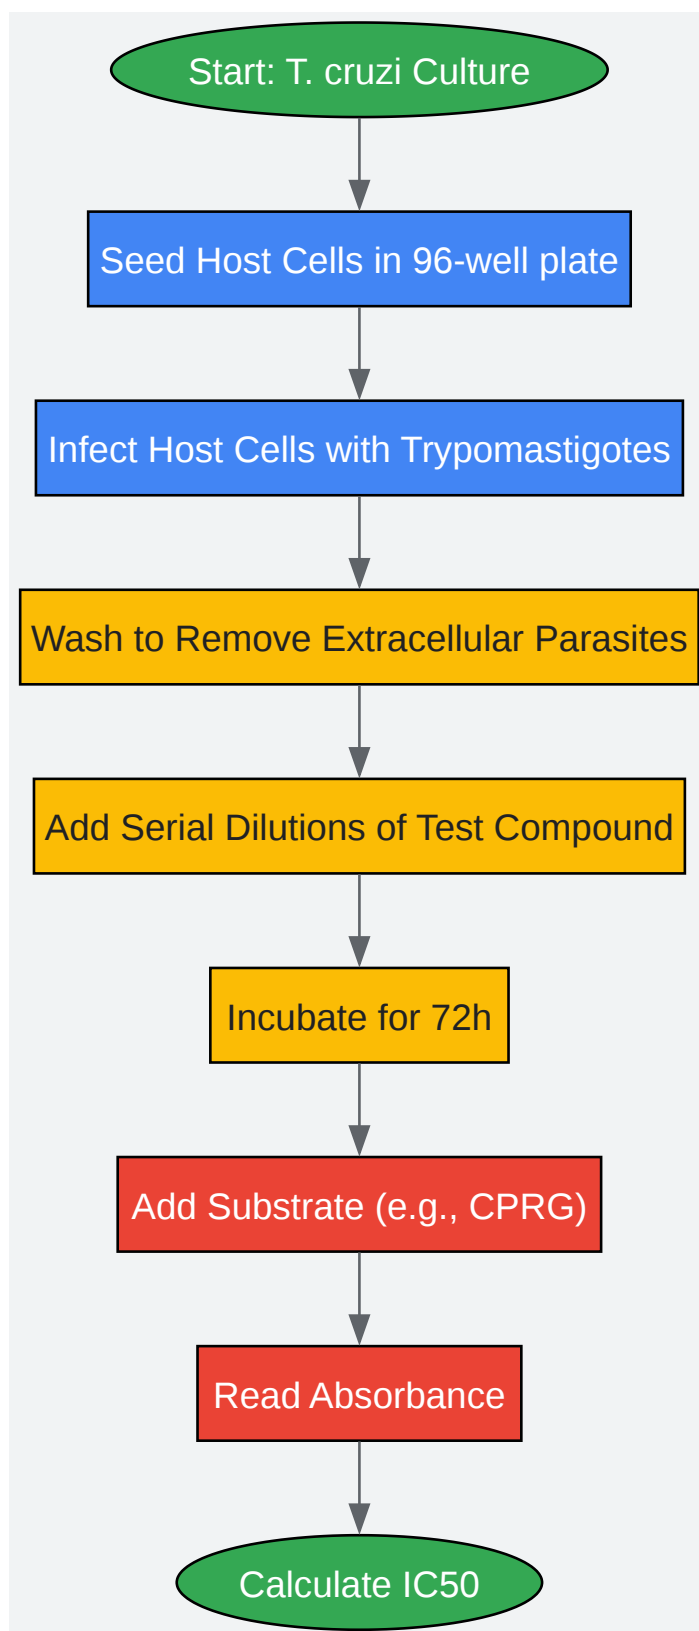 Start: T. cruzi Culture
Seed Host Cells in 96-well plate
Infect Host Cells with Trypomastigotes
Wash to Remove Extracellular Parasites
Add Serial Dilutions of Test Compound
Incubate for 72h
Add Substrate (e.g., CPRG)
Read Absorbance
Calculate IC50